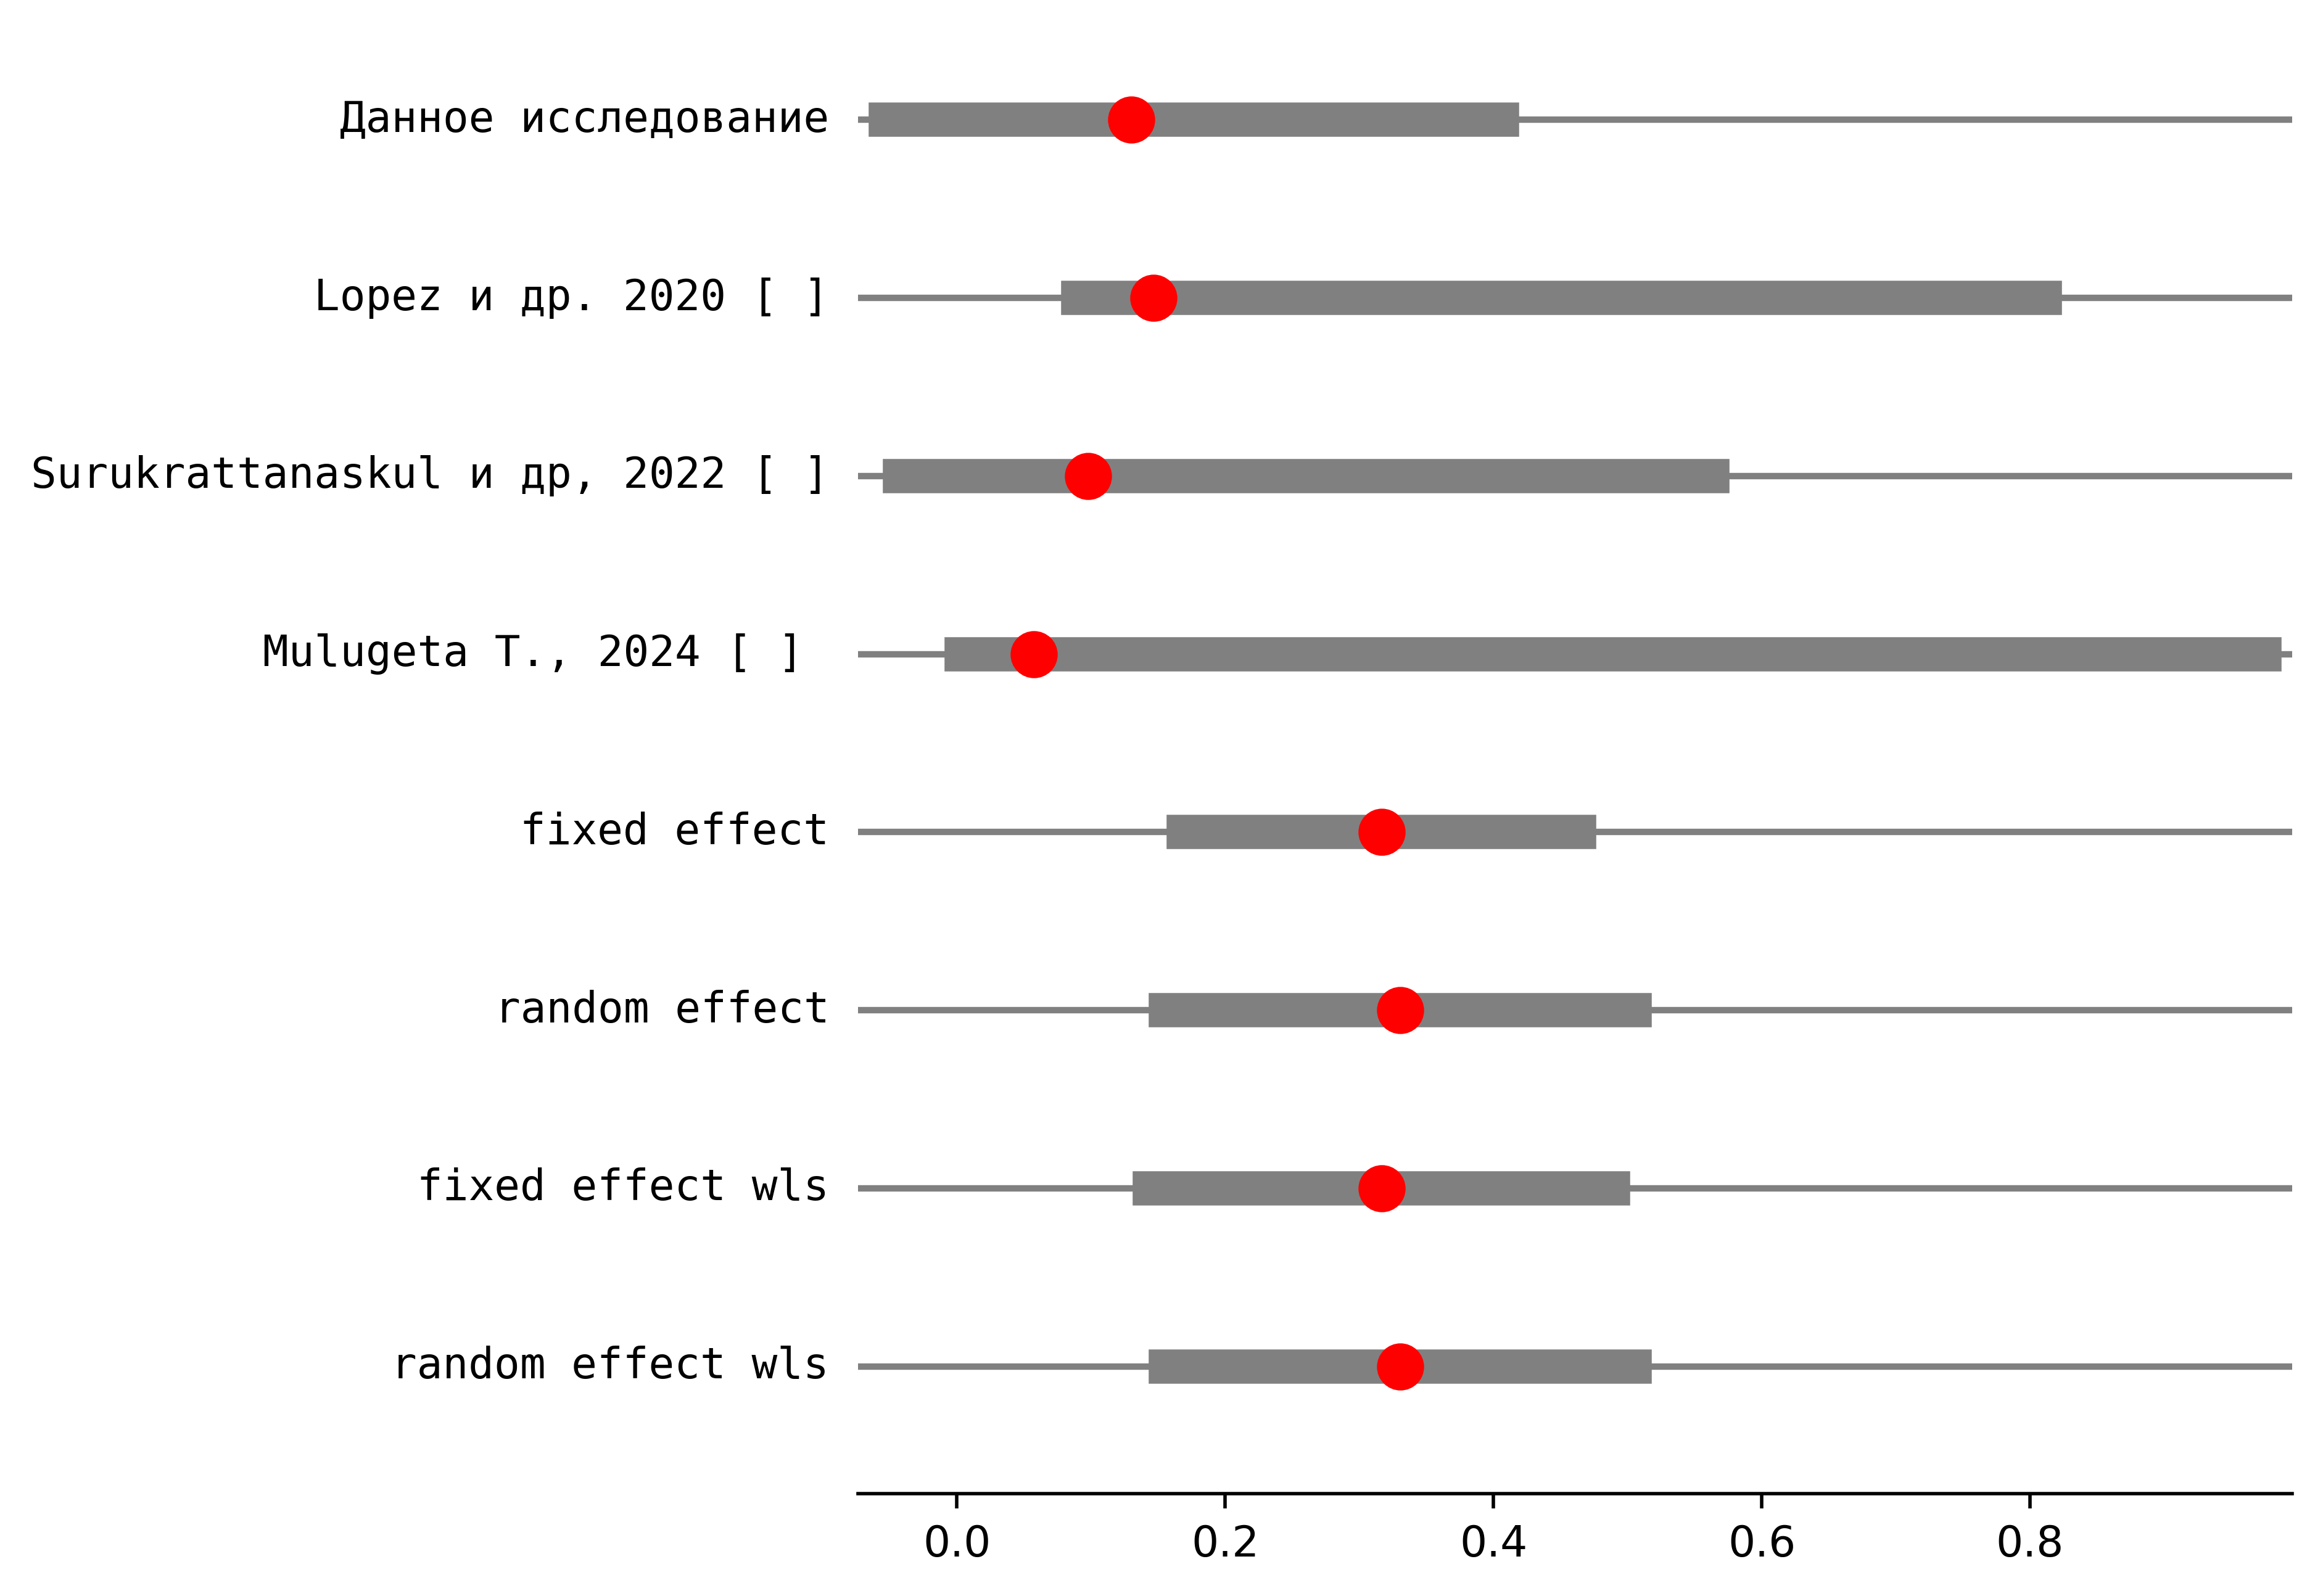 Данное исследование
Lopez и др. 2020 [ ]
Surukrattanaskul и др, 2022 [ ]
Mulugeta T., 2024 [ ]
fixed effect
random effect
fixed effect wls
random effect wls
0.0 0.2 0.4 0.6 0.8